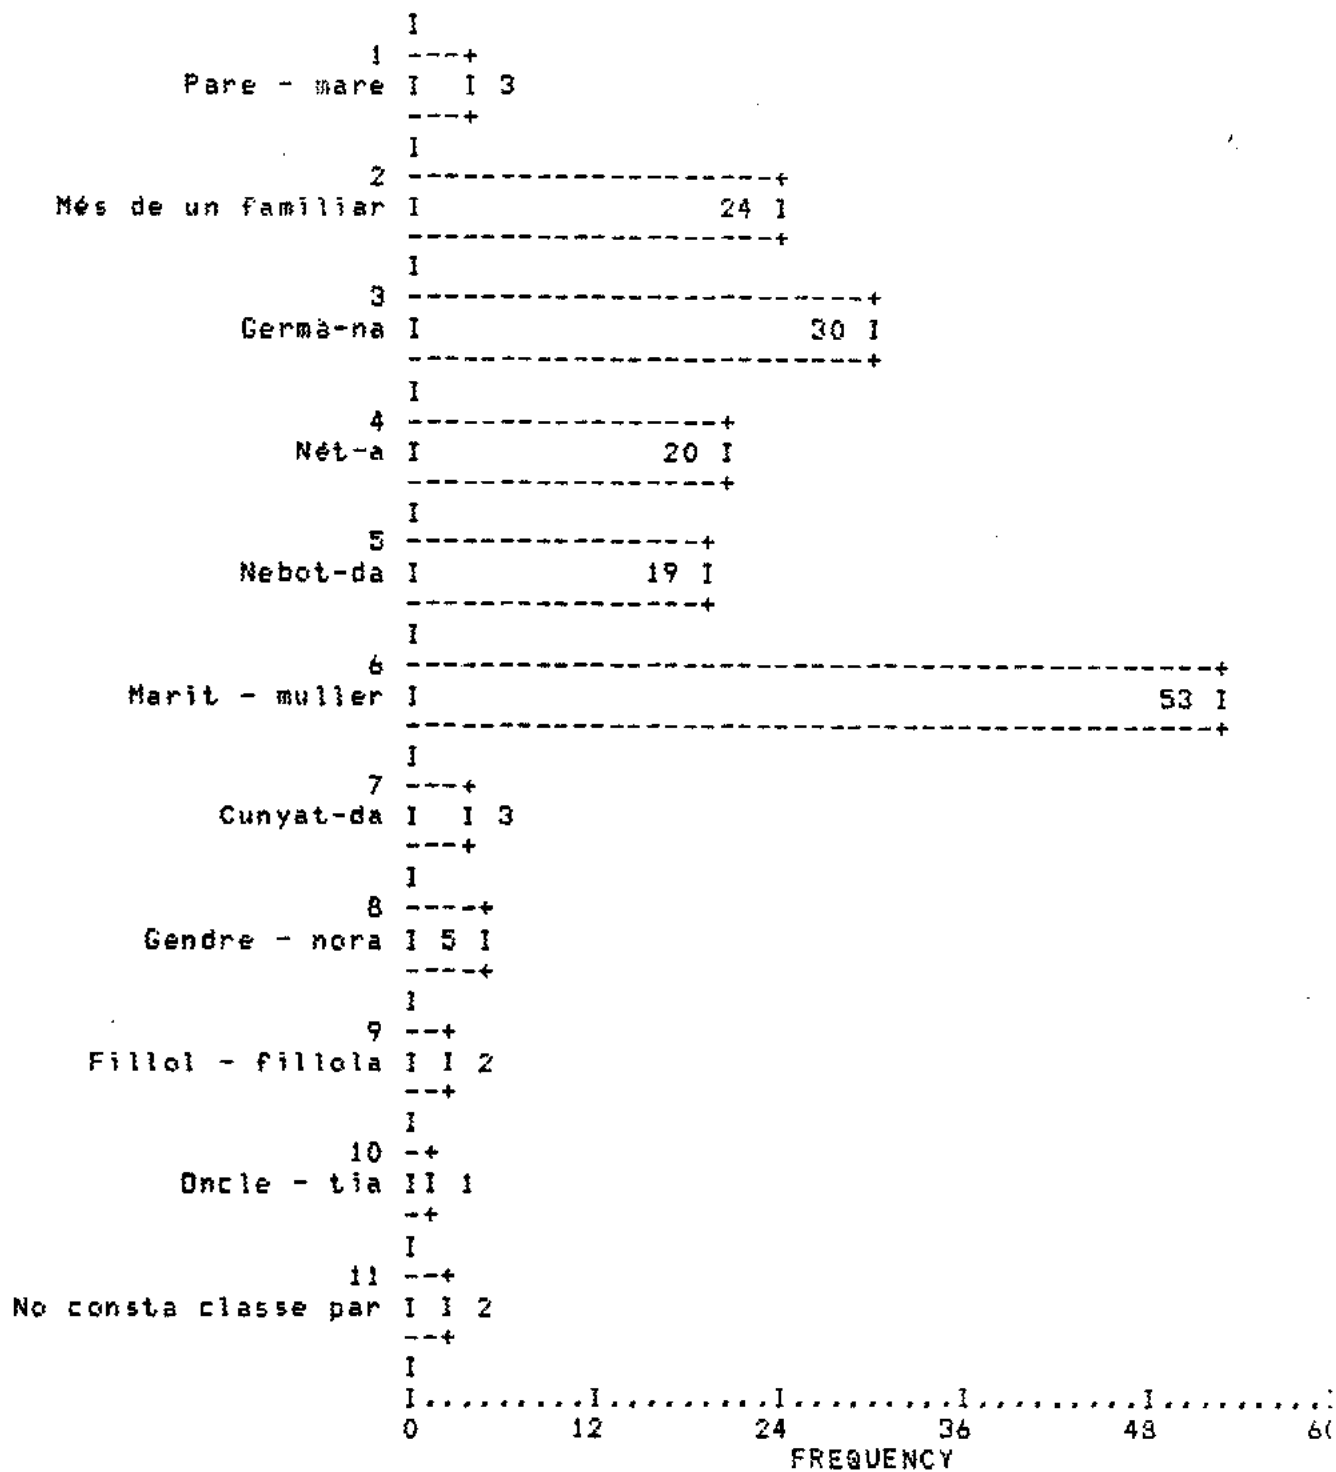 I
1 ---+
Pare - mare I I 3
---+
I
2 --------------------+
Més de un familiar I 24 I
--------------------+
I
3 -------------------------+
Germà-na I 30 I
-------------------------+
I
4 -----------------+
Nét-a I 20 I
-----------------+
I
5 ----------------+
Nebot-da I 19 I
----------------+
I
6 --------------------------------------------+
Marit - muller I 53 I
--------------------------------------------+
I
7 ---+
Cunyat-da I I 3
---+
I
8 ----+
Gendre - nora I 5 I
----+
I
9 --+
Fillol - fillola I I 2
--+
I
10 -+
Oncle - tia II 1
-+
I
11 --+
No consta classe par I I 2
--+
I
I.........I.........I.........I.........I.........
0 12 24 36 48 60
FREQUENCY